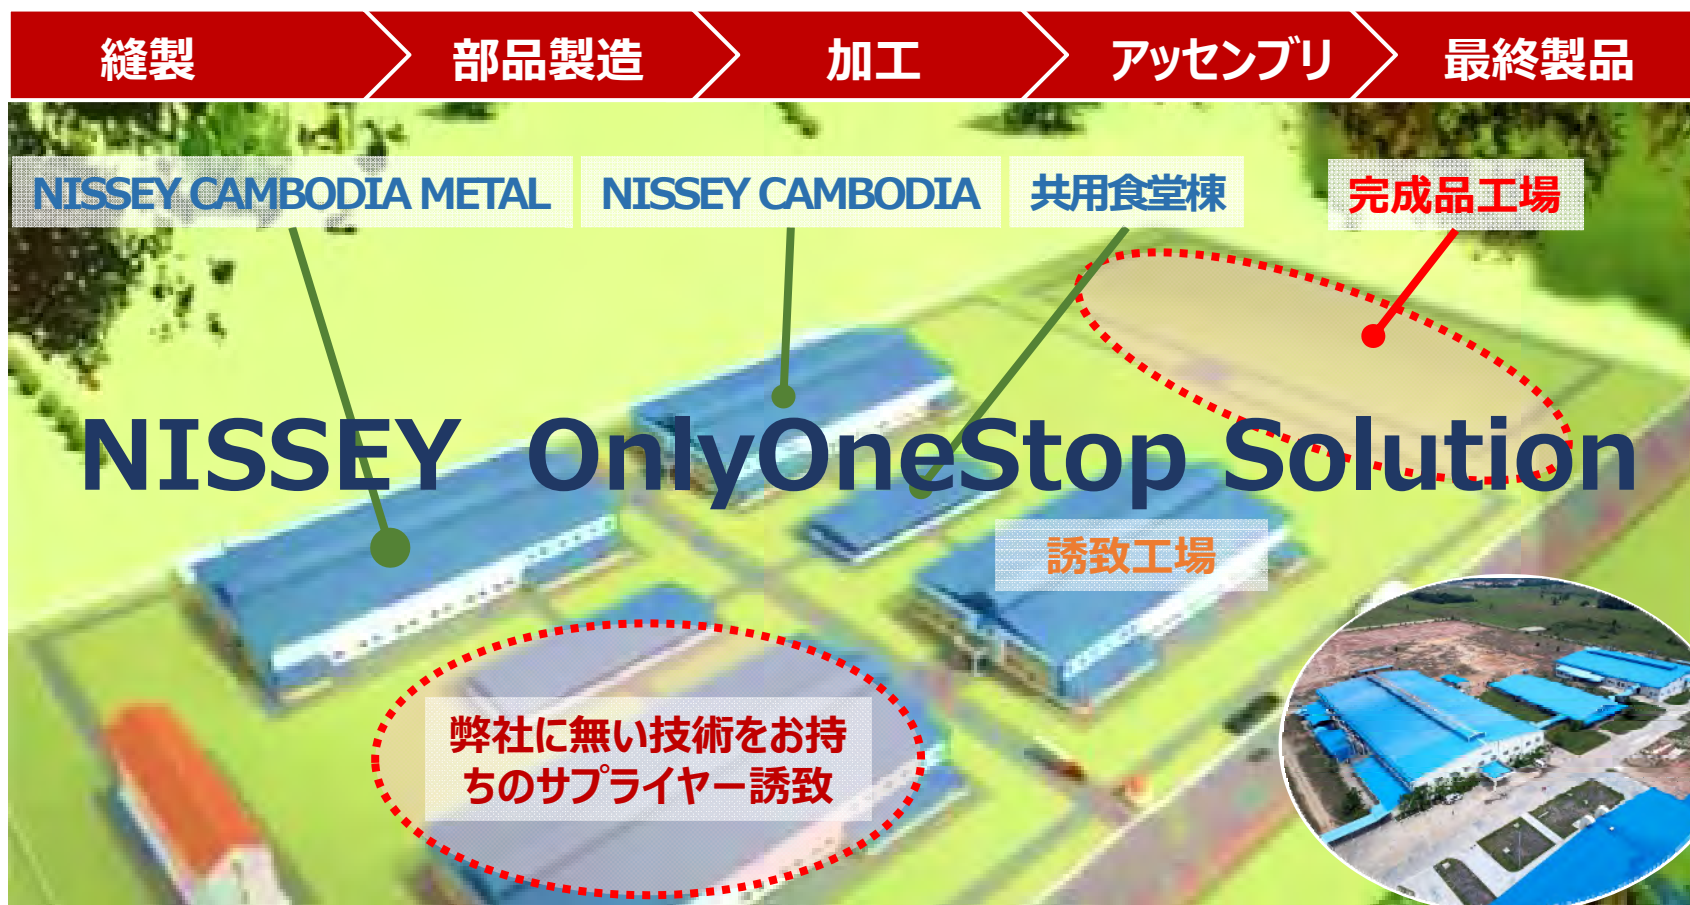 縫製
部品製造
加工
アッセンブリ
最終製品
NISSEY CAMBODIA METAL
NISSEY CAMBODIA
共用食堂棟
完成品工場
NISSEY OnlyOneStop Solution
誘致工場
弊社に無い技術をお持
ちのサプライヤー誘致